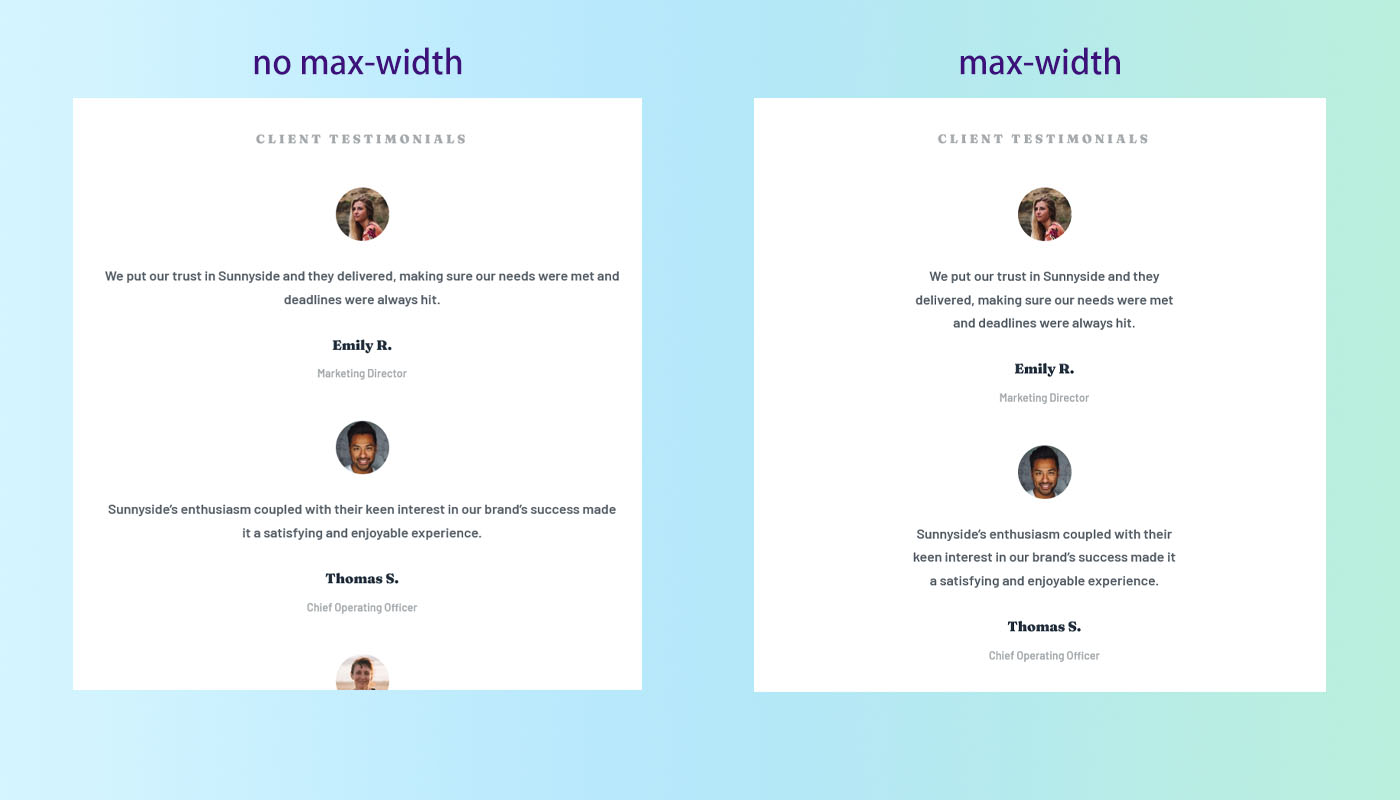 no max-width
CLIENT TESTIMONIALS
We put our trust in Sunnyside and they delivered, making sure our needs were met and
deadlines were always hit.
Emily R.
Marketing Director
Sunnyside’s enthusiasm coupled with their keen interest in our brand’s success made
it a satisfying and enjoyable experience.
Thomas S.
Chief Operating Officer
max-width
CLIENT TESTIMONIALS
We put our trust in Sunnyside and they
delivered, making sure our needs were met
and deadlines were always hit.
Emily R.
Marketing Director
Sunnyside’s enthusiasm coupled with their
keen interest in our brand’s success made it
a satisfying and enjoyable experience.
Thomas S.
Chief Operating Officer